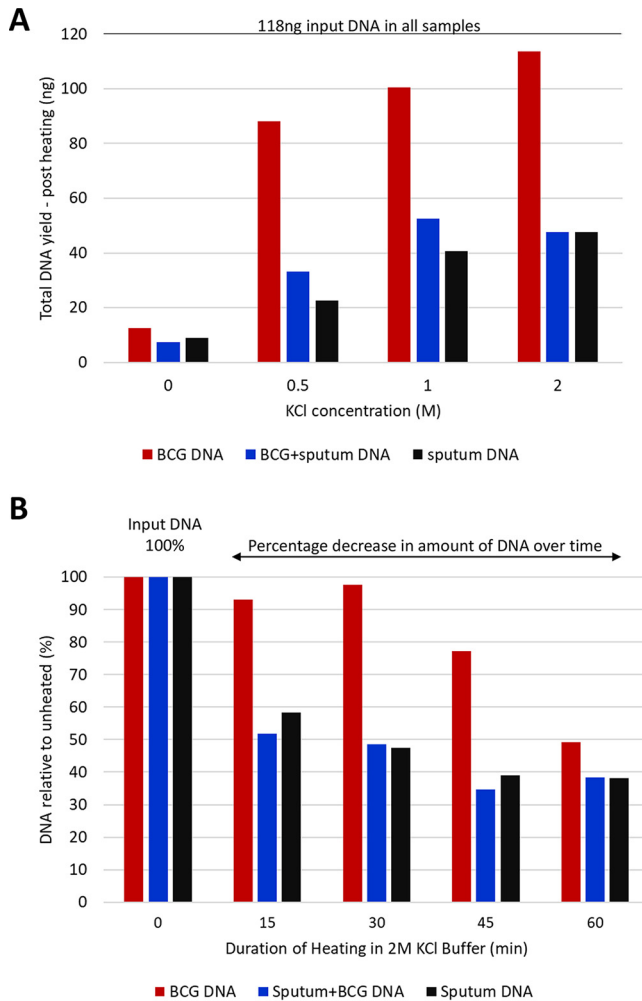 A
118ng input DNA in all samples
Total DNA yield - post heating (ng)
120
100
80
60
40
20
0
0 0.5 1 2
KCl concentration (M)
BCG DNA BCG+sputum DNA sputum DNA
B
Input DNA
100%
Percentage decrease in amount of DNA over time
DNA relative to unheated (%)
100
90
80
70
60
50
40
30
20
10
0
0 15 30 45 60
Duration of Heating in 2M KCl Buffer (min)
BCG DNA Sputum+BCG DNA Sputum DNA